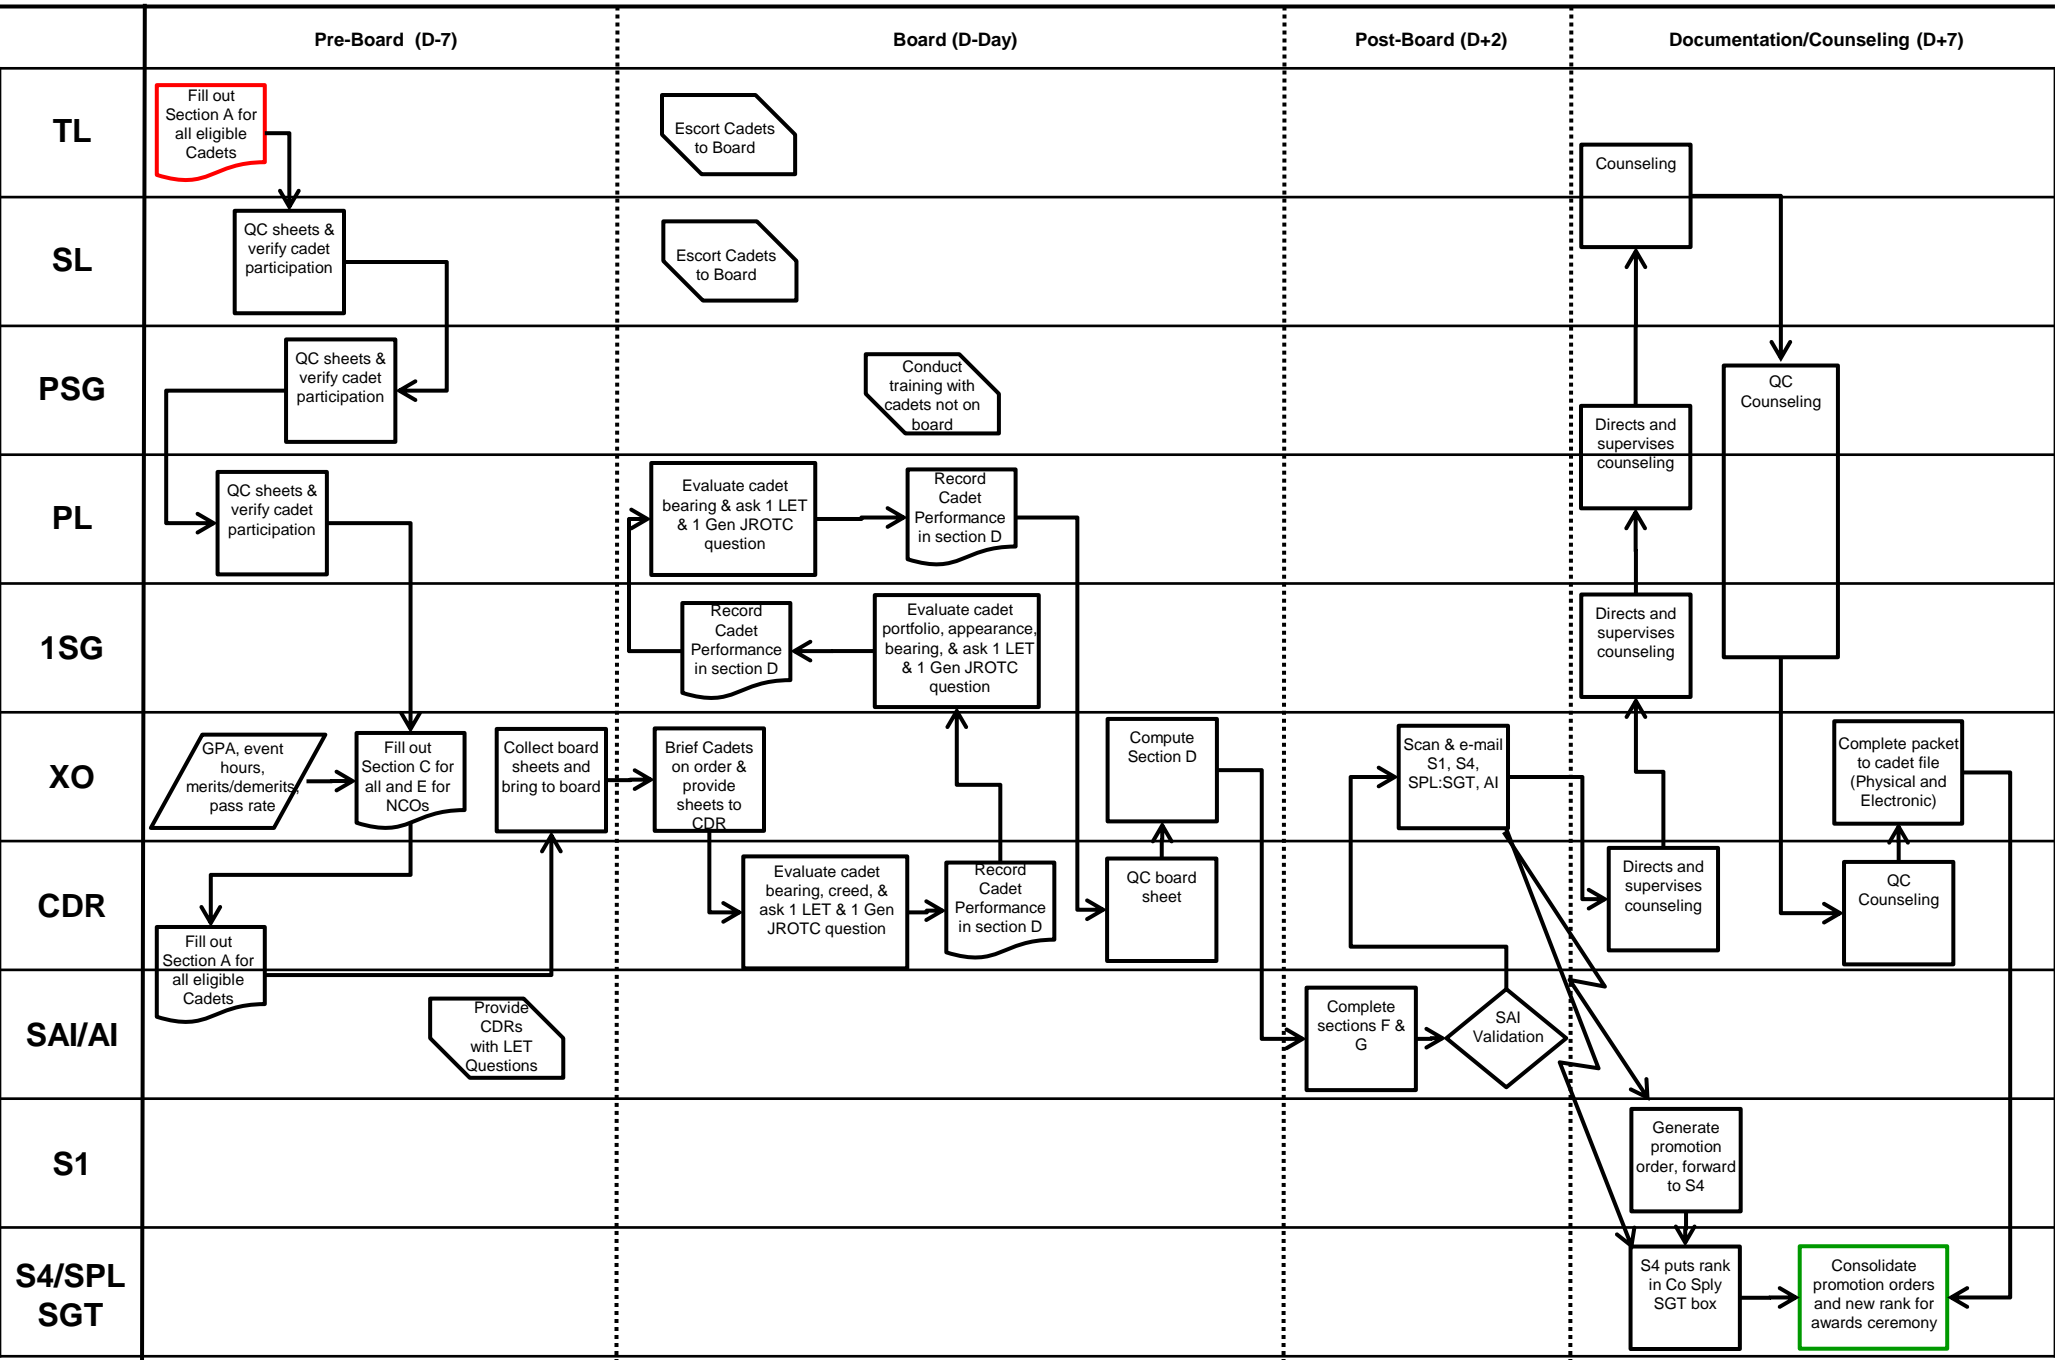 Pre-Board (D-7)
Board (D-Day)
Post-Board (D+2)
Documentation/Counseling (D+7)
TL
Fill out
Section A for
all eligible
Cadets
Escort Cadets
to Board
Counseling
SL
QC sheets &
verify cadet
participation
Escort Cadets
to Board
PSG
QC sheets &
verify cadet
participation
Conduct
training with
cadets not on
board
Directs and
supervises
counseling
QC
Counseling
PL
QC sheets &
verify cadet
participation
Evaluate cadet
bearing & ask 1 LET
& 1 Gen JROTC
question
Record
Cadet
Performance
in section D
1SG
Record
Cadet
Performance
in section D
Evaluate cadet
portfolio, appearance,
bearing, & ask 1 LET
& 1 Gen JROTC
question
Directs and
supervises
counseling
XO
GPA, event
hours,
merits/demerits,
pass rate
Fill out
Section C for
all and E for
NCOs
Collect board
sheets and
bring to board
Brief Cadets
on order &
provide
sheets to
CDR
Compute
Section D
Scan & e-mail
S1, S4,
SPL:SGT, AI
Complete packet
to cadet file
(Physical and
Electronic)
CDR
Fill out
Section A for
all eligible
Cadets
Evaluate cadet
bearing, creed, &
ask 1 LET & 1 Gen
JROTC question
Record
Cadet
Performance
in section D
QC board
sheet
Directs and
supervises
counseling
QC
Counseling
SAI/AI
Provide
CDRs
with LET
Questions
Complete
sections F &
G
SAI
Validation
S1
Generate
promotion
order, forward
to S4
S4/SPL
SGT
S4 puts rank
in Co Sply
SGT box
Consolidate
promotion orders
and new rank for
awards ceremony